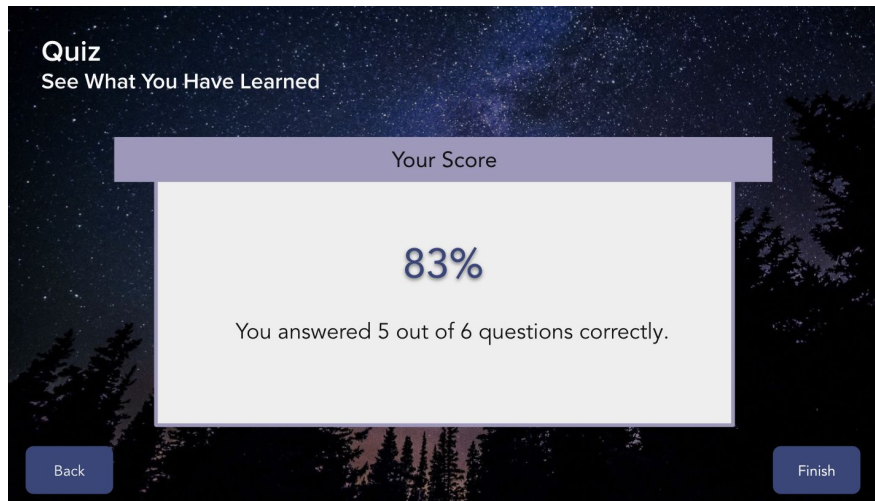 Quiz
See What You Have Learned
Your Score
83%
You answered 5 out of 6 questions correctly.
Back
Finish